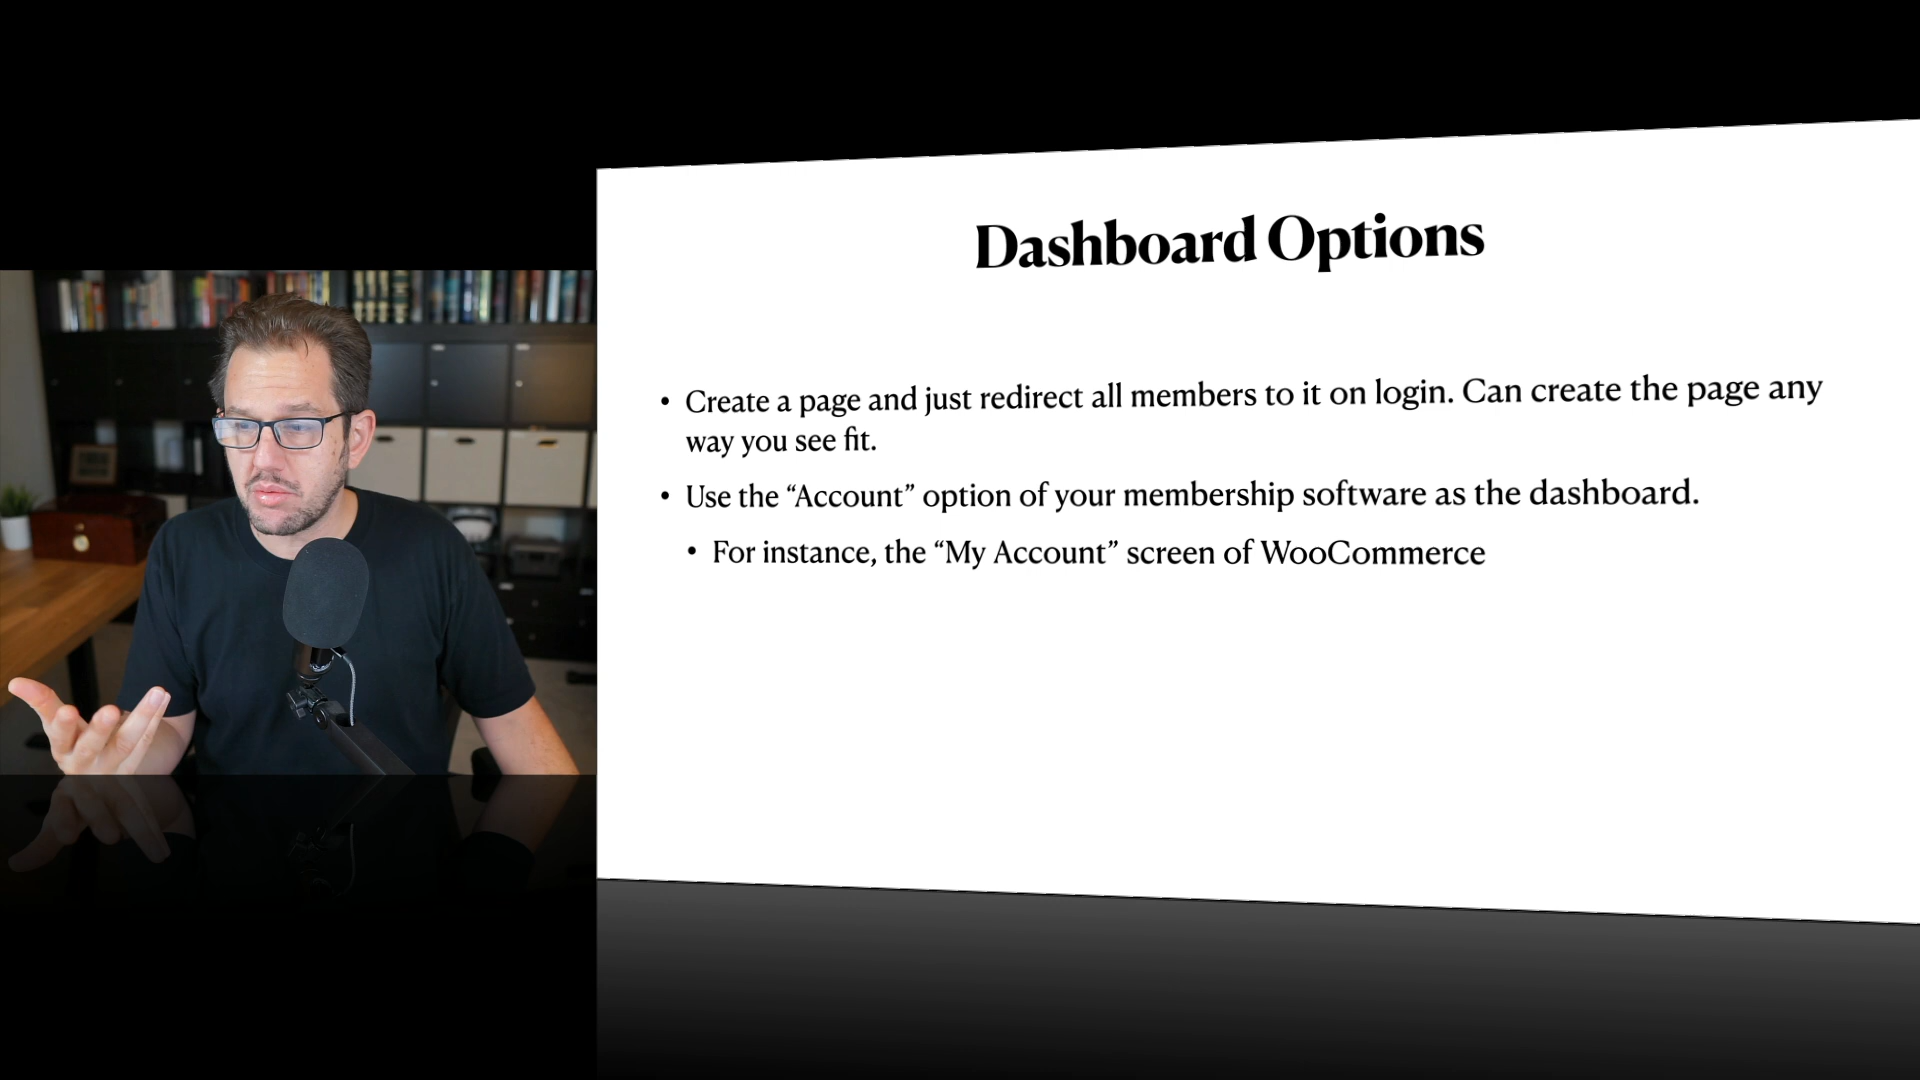 Dashboard Options
• Create a page and just redirect all members to it on login. Can create the page any
way you see fit.
• Use the “Account” option of your membership software as the dashboard.
• For instance, the “My Account” screen of WooCommerce